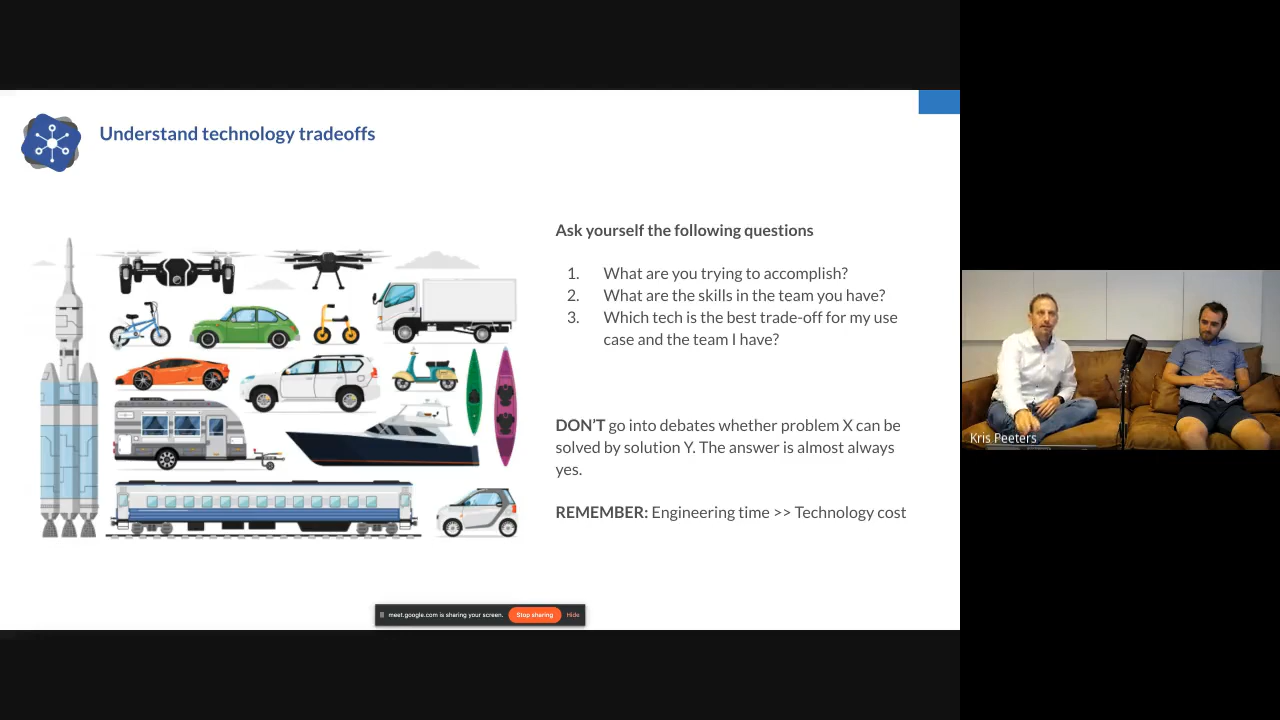 Understand technology tradeoffs
Ask yourself the following questions
1. What are you trying to accomplish?
2. What are the skills in the team you have?
3. Which tech is the best trade-off for my use
case and the team I have?
DON'T go into debates whether problem X can be
solved by solution Y. The answer is almost always
yes.
REMEMBER: Engineering time >> Technology cost
meet.google.com is sharing your screen. Stop sharing Hide
Kris Peeters